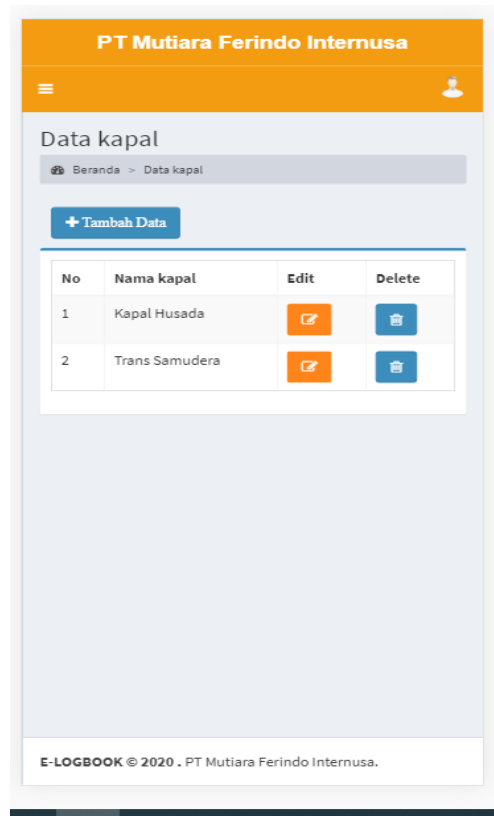 PT Mutiara Ferindo Internusa
Data kapal
Beranda > Data kapal
Tambah Data
No Nama kapal Edit Delete
1 Kapal Husada
2 Trans Samudera
E-LOGBOOK © 2020 . PT Mutiara Ferindo Internusa.